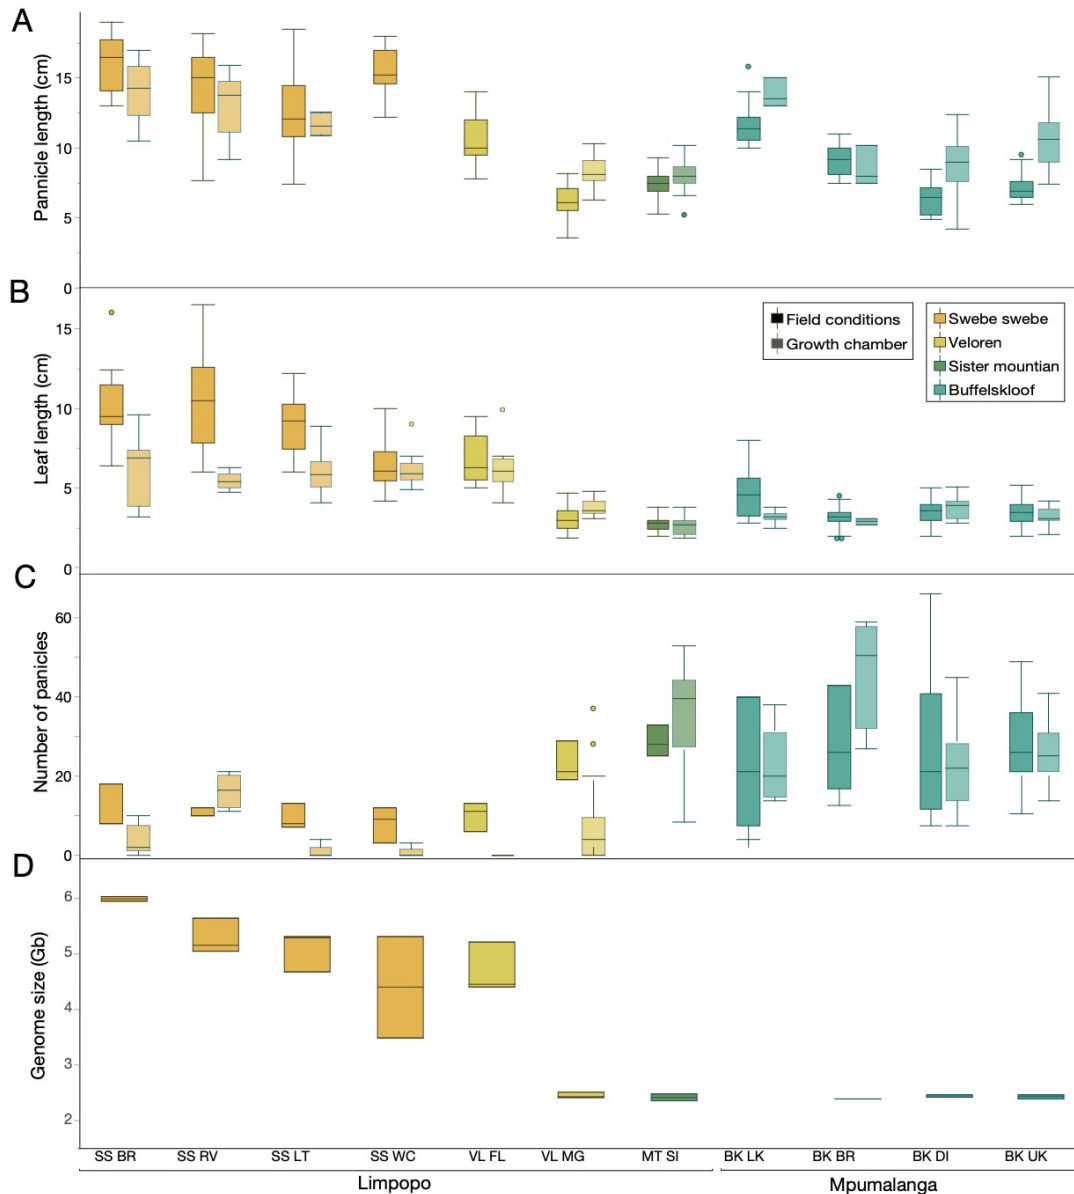 A
Pannicle length (cm)
15
10
5
0
B
Leaf length (cm)
15
10
5
0
Field conditions
Growth chamber
Swebe swebe
Veloren
Sister mountian
Buffelskloof
C
Number of panicles
60
40
20
0
D
Genome size (Gb)
6
5
4
3
2
SS BR SS RV SS LT SS WC VL FL VL MG MT SI BK LK BK BR BK DI BK UK
Limpopo Mpumalanga